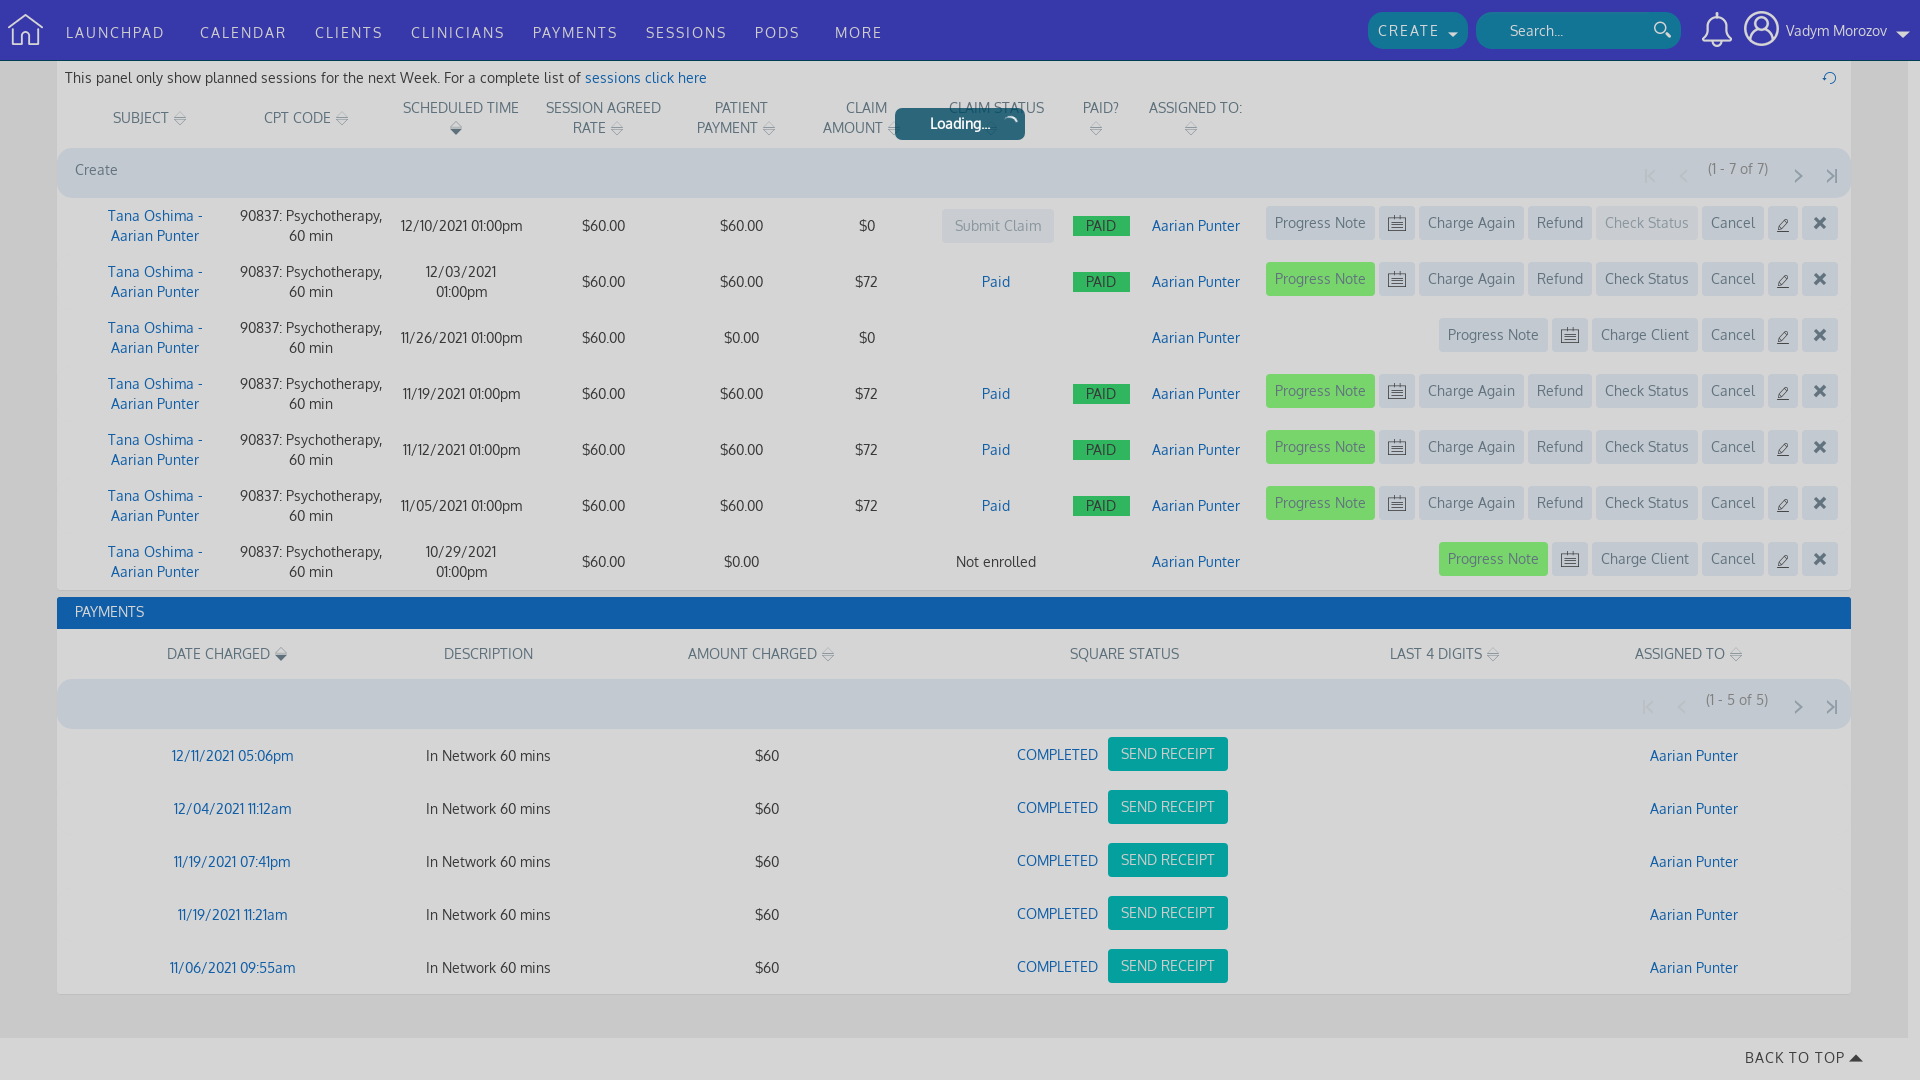 LAUNCHPAD CALENDAR CLIENTS CLINICIANS PAYMENTS SESSIONS PODS MORE CREATE Search... Vadym Morozov
This panel only show planned sessions for the next Week. For a complete list of sessions click here
SUBJECT CPT CODE SCHEDULED TIME SESSION AGREED RATE PATIENT PAYMENT CLAIM AMOUNT CLAIM STATUS PAID? ASSIGNED TO:
Loading...
Create (1 - 7 of 7)
Tana Oshima - Aarian Punter 90837: Psychotherapy, 60 min 12/10/2021 01:00pm $60.00 $60.00 $0 Submit Claim PAID Aarian Punter Progress Note Charge Again Refund Check Status Cancel
Tana Oshima - Aarian Punter 90837: Psychotherapy, 60 min 12/03/2021 01:00pm $60.00 $60.00 $72 Paid PAID Aarian Punter Progress Note Charge Again Refund Check Status Cancel
Tana Oshima - Aarian Punter 90837: Psychotherapy, 60 min 11/26/2021 01:00pm $60.00 $0.00 $0 Aarian Punter Progress Note Charge Client Cancel
Tana Oshima - Aarian Punter 90837: Psychotherapy, 60 min 11/19/2021 01:00pm $60.00 $60.00 $72 Paid PAID Aarian Punter Progress Note Charge Again Refund Check Status Cancel
Tana Oshima - Aarian Punter 90837: Psychotherapy, 60 min 11/12/2021 01:00pm $60.00 $60.00 $72 Paid PAID Aarian Punter Progress Note Charge Again Refund Check Status Cancel
Tana Oshima - Aarian Punter 90837: Psychotherapy, 60 min 11/05/2021 01:00pm $60.00 $60.00 $72 Paid PAID Aarian Punter Progress Note Charge Again Refund Check Status Cancel
Tana Oshima - Aarian Punter 90837: Psychotherapy, 60 min 10/29/2021 01:00pm $60.00 $0.00 Not enrolled Aarian Punter Progress Note Charge Client Cancel
PAYMENTS
DATE CHARGED DESCRIPTION AMOUNT CHARGED SQUARE STATUS LAST 4 DIGITS ASSIGNED TO
(1 - 5 of 5)
12/11/2021 05:06pm In Network 60 mins $60 COMPLETED SEND RECEIPT Aarian Punter
12/04/2021 11:12am In Network 60 mins $60 COMPLETED SEND RECEIPT Aarian Punter
11/19/2021 07:41pm In Network 60 mins $60 COMPLETED SEND RECEIPT Aarian Punter
11/19/2021 11:21am In Network 60 mins $60 COMPLETED SEND RECEIPT Aarian Punter
11/06/2021 09:55am In Network 60 mins $60 COMPLETED SEND RECEIPT Aarian Punter
BACK TO TOP